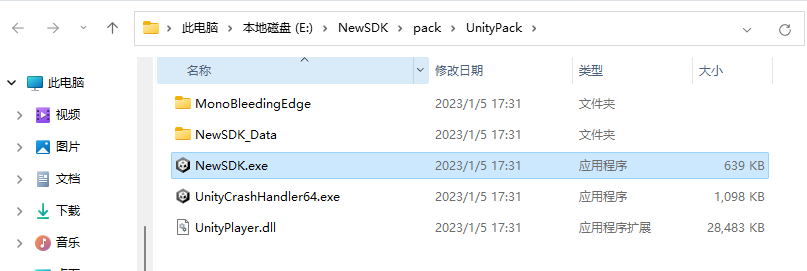 此电脑 > 本地磁盘 (E:) > NewSDK > pack > UnityPack >
名称 修改日期 类型 大小
此电脑
视频
图片
文档
下载
音乐
MonoBleedingEdge 2023/1/5 17:31 文件夹
NewSDK_Data 2023/1/5 17:31 文件夹
NewSDK.exe 2023/1/5 17:31 应用程序 639 KB
UnityCrashHandler64.exe 2023/1/5 17:31 应用程序 1,098 KB
UnityPlayer.dll 2023/1/5 17:31 应用程序扩展 28,483 KB